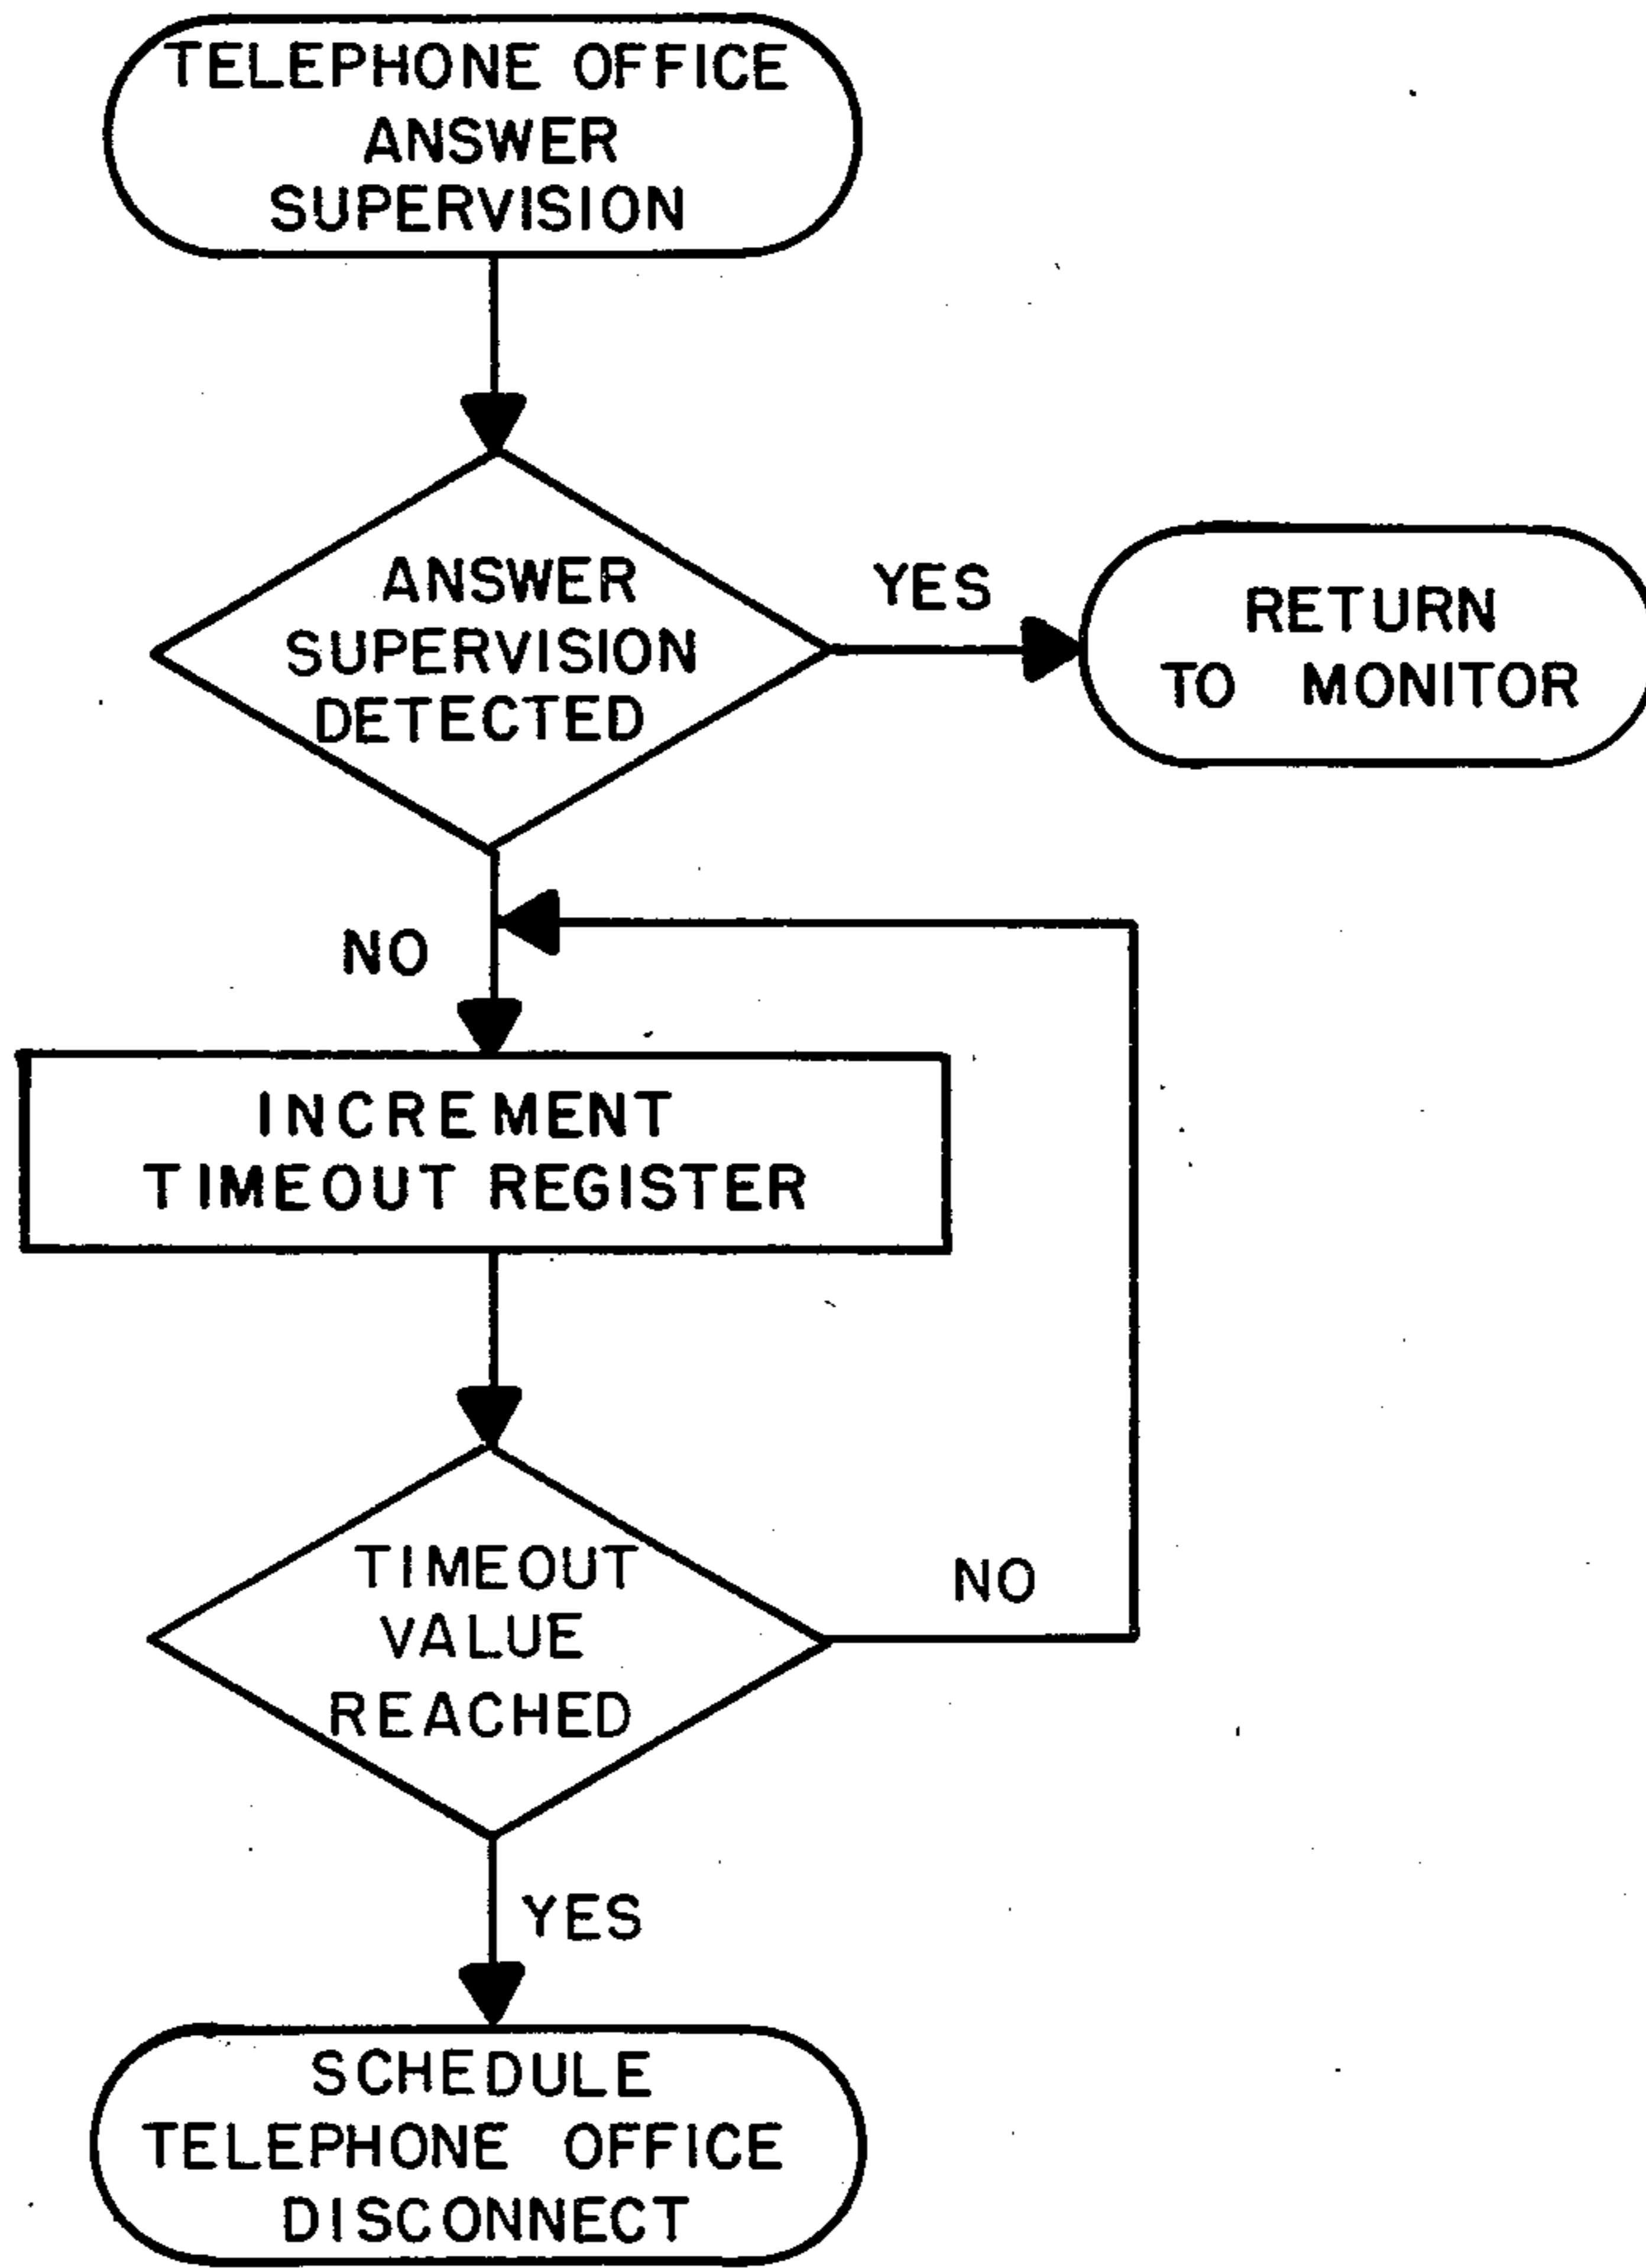 TELEPHONE OFFICE
ANSWER
SUPERVISION
ANSWER
SUPERVISION
DETECTED
YES
RETURN
TO MONITOR
NO
INCREMENT
TIMEOUT REGISTER
TIMEOUT
VALUE
REACHED
NO
YES
SCHEDULE
TELEPHONE OFFICE
DISCONNECT